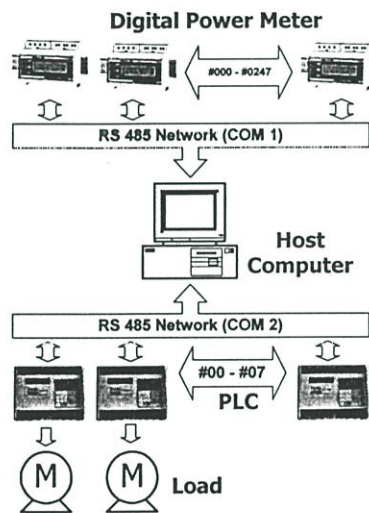 Digital Power Meter
#000 - #0247
RS 485 Network (COM 1)
Host
Computer
RS 485 Network (COM 2)
#00 - #07
PLC
M
M
Load